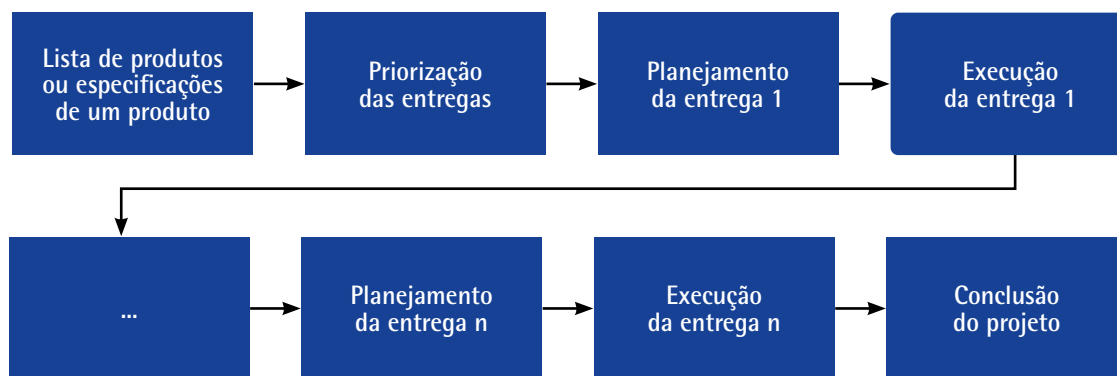 Lista de produtos
ou especificações
de um produto
Priorização
das entregas
Planejamento
da entrega 1
Execução
da entrega 1
...
Planejamento
da entrega n
Execução
da entrega n
Conclusão
do projeto